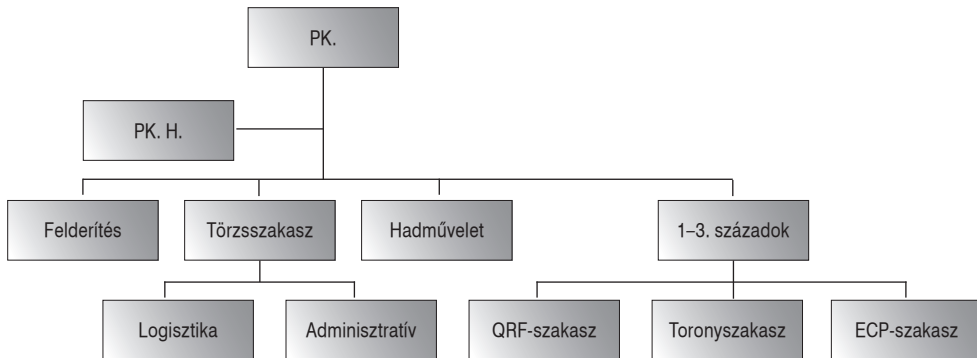 PK.
PK. H.
Felderítés
Törzsszakasz
Hadművelet
1–3. századok
Logisztika
Adminisztratív
QRF-szakasz
Toronyszakasz
ECP-szakasz